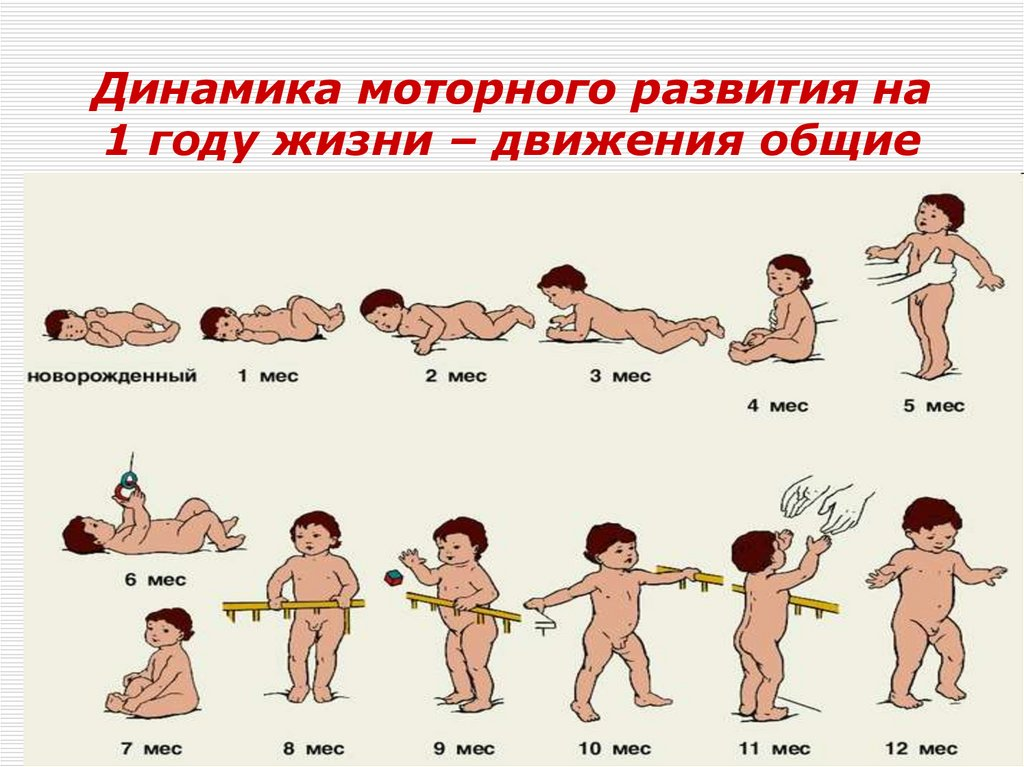 Динамика моторного развития на
1 году жизни – движения общие
новорожденный
1 мес
2 мес
3 мес
4 мес
5 мес
6 мес
7 мес
8 мес
9 мес
10 мес
11 мес
12 мес